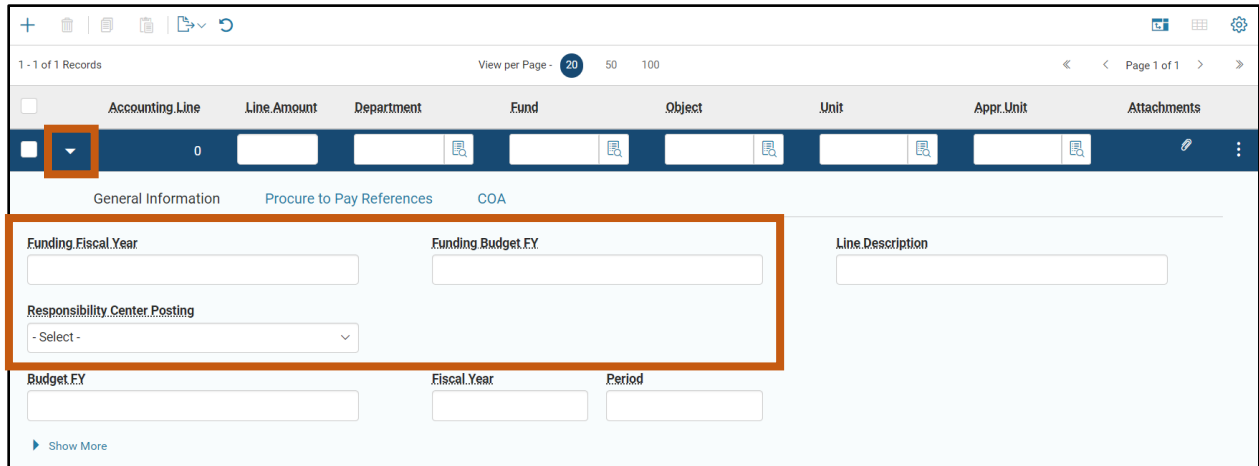 1 - 1 of 1 Records View per Page - 20 50 100 Page 1 of 1
Accounting Line Line Amount Department Fund Object Unit Appr Unit Attachments
0
General Information Procure to Pay References COA
Funding Fiscal Year Funding Budget FY Line Description
Responsibility Center Posting
- Select -
Budget FY Fiscal Year Period
Show More